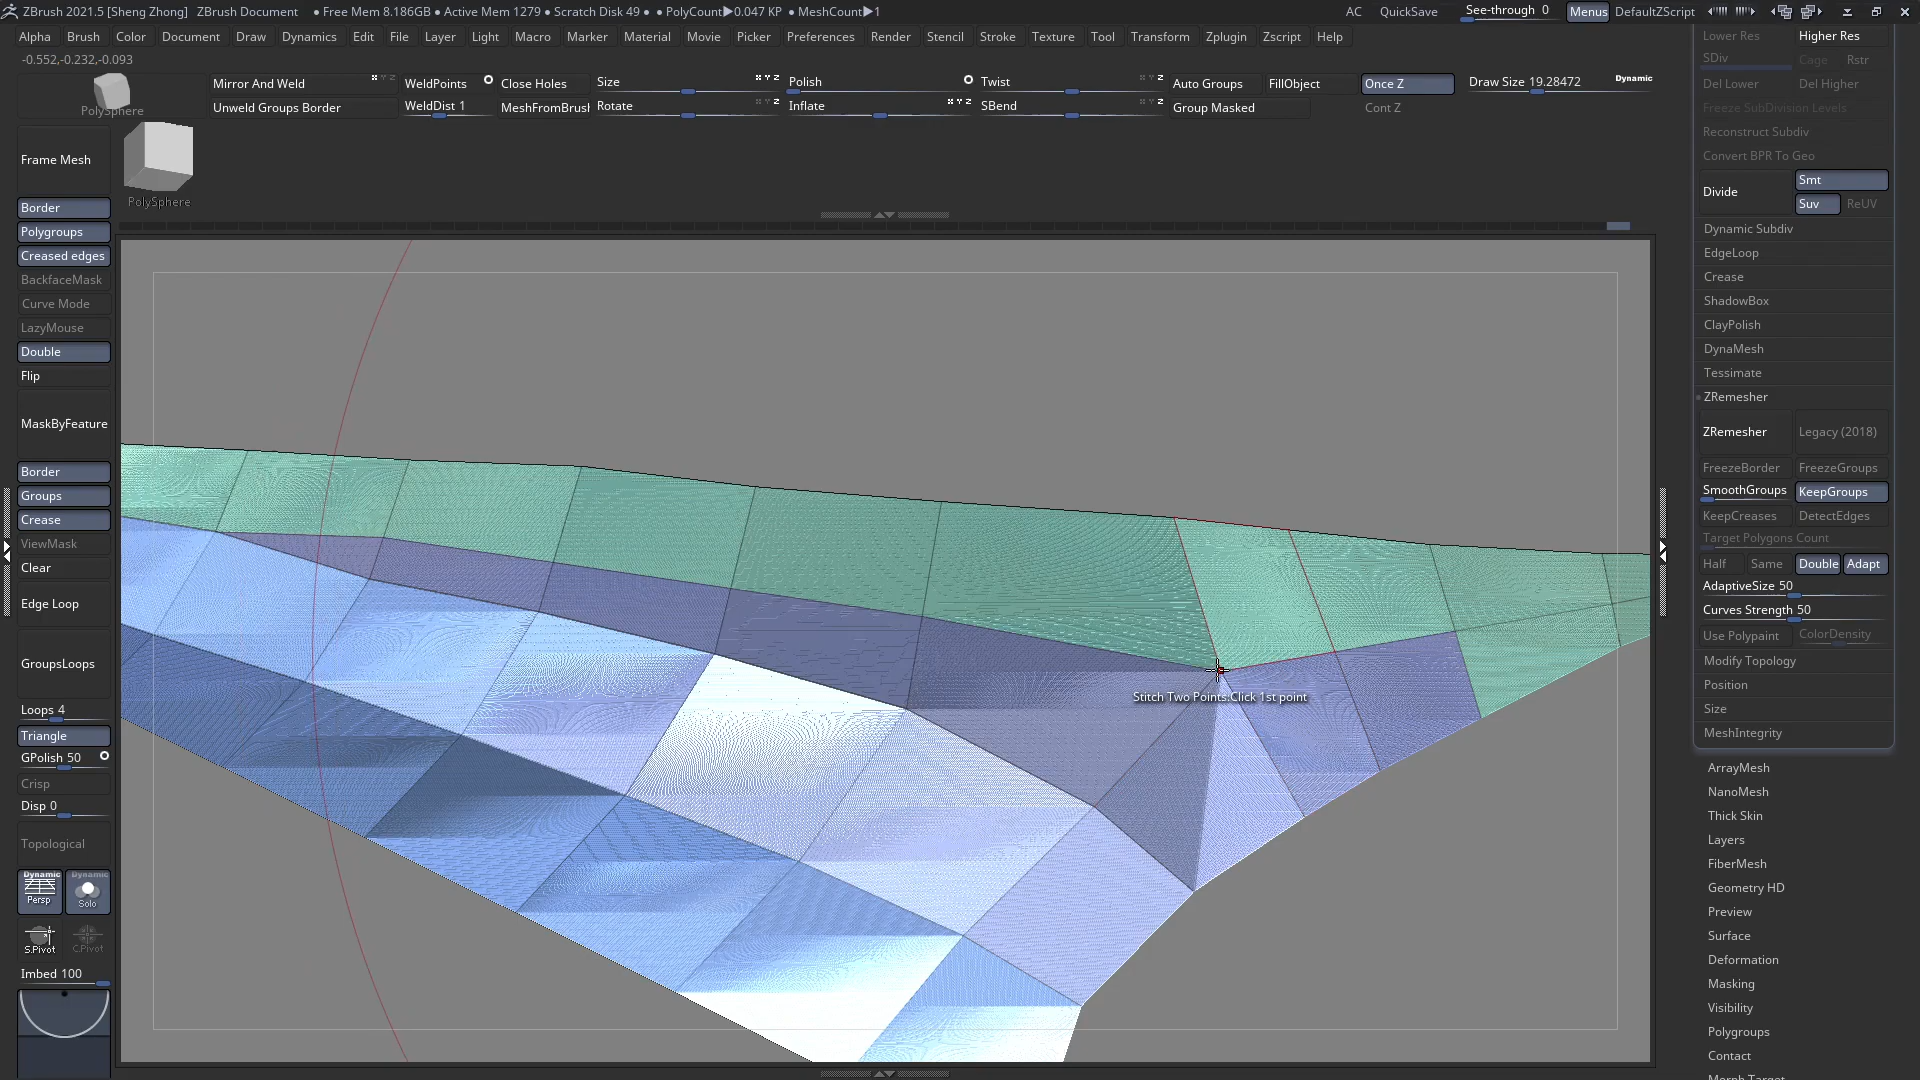 ZBrush 2021.5 [Sheng Zhong] ZBrush Document • Free Mem 8.186GB • Active Mem 1279 • Scratch Disk 49 • • PolyCount▶0.047 KP • MeshCount▶1 AC QuickSave See-through 0 Menus DefaultZScript
Alpha Brush Color Document Draw Dynamics Edit File Layer Light Macro Marker Material Movie Picker Preferences Render Stencil Stroke Texture Tool Transform Zplugin Zscript Help
-0.552,-0.232,-0.093
Mirror And Weld WeldPoints Close Holes Size Polish Twist Auto Groups FillObject Once Z Draw Size 19.28472 Dynamic
Unweld Groups Border WeldDist 1 MeshFromBrush Rotate Inflate SBend Group Masked Cont Z
PolySphere
PolySphere
Frame Mesh
Border
Polygroups
Creased edges
BackfaceMask
Curve Mode
LazyMouse
Double
Flip
MaskByFeature
Border
Groups
Crease
ViewMask
Clear
Edge Loop
GroupsLoops
Loops 4
Triangle
GPolish 50
Crisp
Disp 0
Topological
Dynamic Dynamic
Persp Solo
S.Pivot C.Pivot
Imbed 100
Stitch Two Points:Click 1st point
Lower Res Higher Res
SDiv Cage Rstr
Del Lower Del Higher
Freeze SubDivision Levels
Reconstruct Subdiv
Convert BPR To Geo
Divide Smt
Suv ReUV
Dynamic Subdiv
EdgeLoop
Crease
ShadowBox
ClayPolish
DynaMesh
Tessimate
ZRemesher
ZRemesher Legacy (2018)
FreezeBorder FreezeGroups
SmoothGroups KeepGroups
KeepCreases DetectEdges
Target Polygons Count
Half Same Double Adapt
AdaptiveSize 50
Curves Strength 50
Use Polypaint ColorDensity
Modify Topology
Position
Size
MeshIntegrity
ArrayMesh
NanoMesh
Thick Skin
Layers
FiberMesh
Geometry HD
Preview
Surface
Deformation
Masking
Visibility
Polygroups
Contact
Morph Target